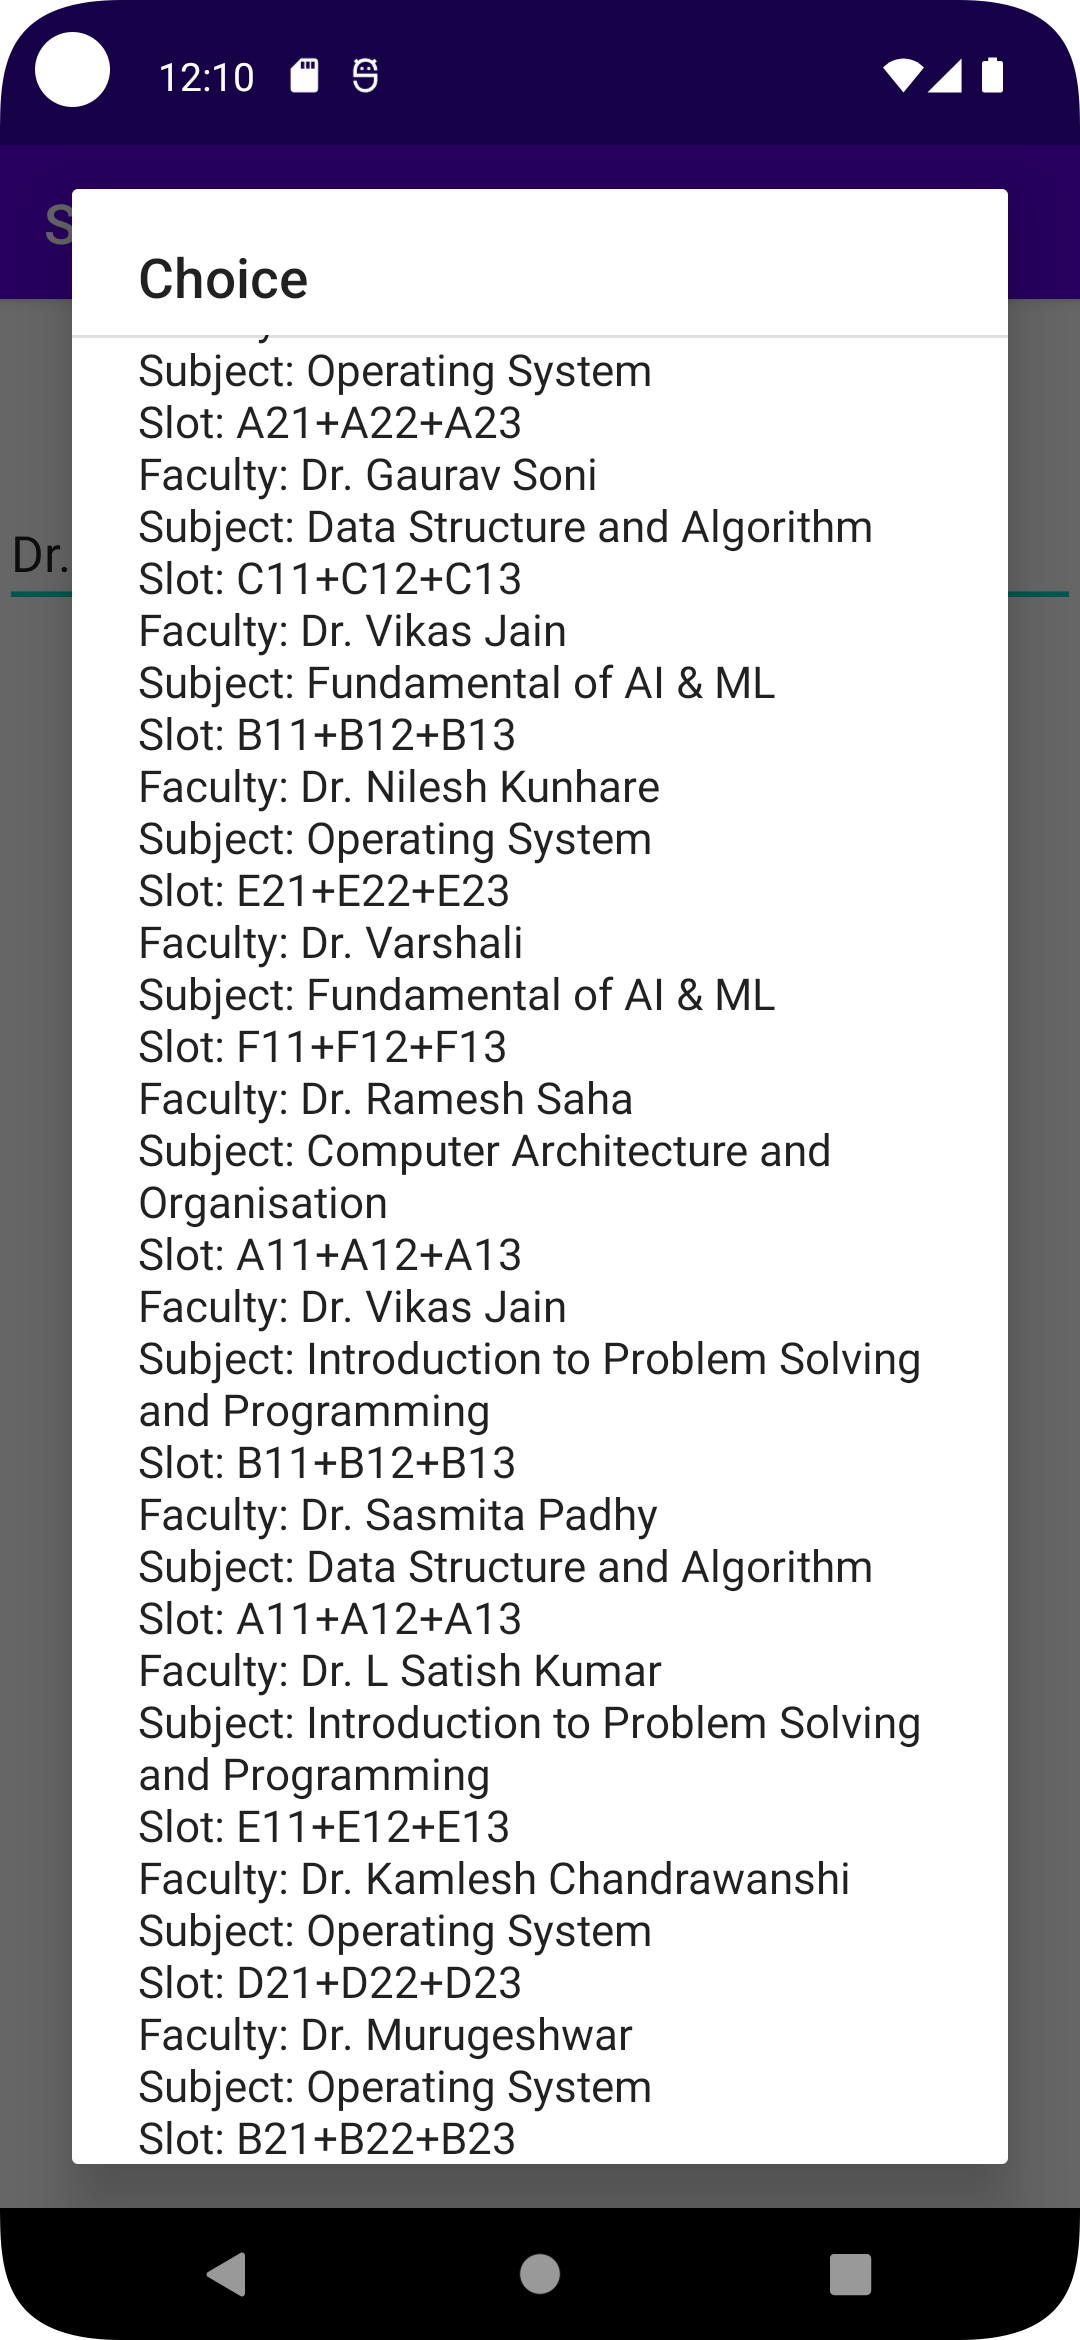 12:10
S
Choice
Subject: Operating System
Slot: A21+A22+A23
Faculty: Dr. Gaurav Soni
Subject: Data Structure and Algorithm
Slot: C11+C12+C13
Dr.
Faculty: Dr. Vikas Jain
Subject: Fundamental of AI & ML
Slot: B11+B12+B13
Faculty: Dr. Nilesh Kunhare
Subject: Operating System
Slot: E21+E22+E23
Faculty: Dr. Varshali
Subject: Fundamental of AI & ML
Slot: F11+F12+F13
Faculty: Dr. Ramesh Saha
Subject: Computer Architecture and
Organisation
Slot: A11+A12+A13
Faculty: Dr. Vikas Jain
Subject: Introduction to Problem Solving
and Programming
Slot: B11+B12+B13
Faculty: Dr. Sasmita Padhy
Subject: Data Structure and Algorithm
Slot: A11+A12+A13
Faculty: Dr. L Satish Kumar
Subject: Introduction to Problem Solving
and Programming
Slot: E11+E12+E13
Faculty: Dr. Kamlesh Chandrawanshi
Subject: Operating System
Slot: D21+D22+D23
Faculty: Dr. Murugeshwar
Subject: Operating System
Slot: B21+B22+B23